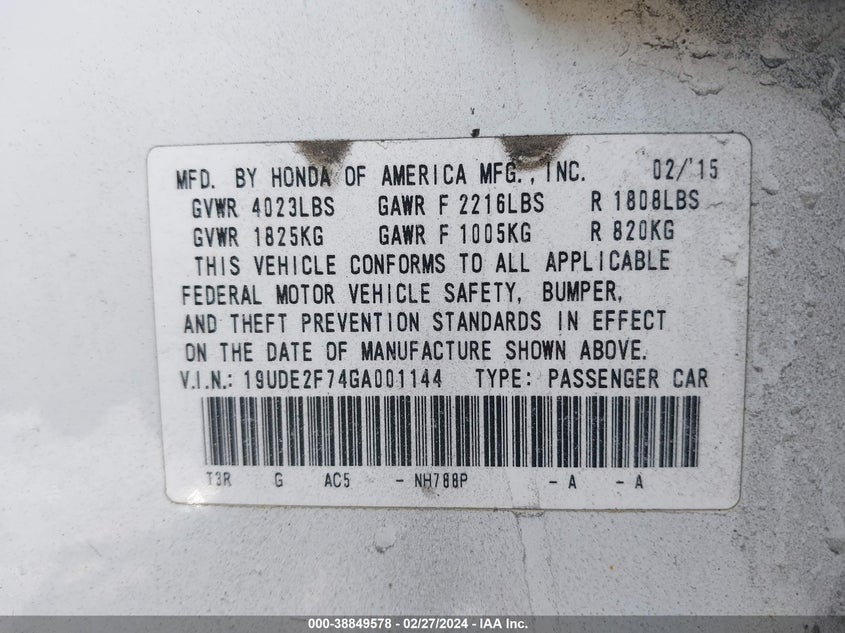 MFD. BY HONDA OF AMERICA MFG., INC. 02/'15
GVWR 4023LBS GAWR F 2216LBS R 1808LBS
GVWR 1825KG GAWR F 1005KG R 820KG
THIS VEHICLE CONFORMS TO ALL APPLICABLE
FEDERAL MOTOR VEHICLE SAFETY, BUMPER,
AND THEFT PREVENTION STANDARDS IN EFFECT
ON THE DATE OF MANUFACTURE SHOWN ABOVE.
V.I.N.: 19UDE2F74GA001144 TYPE: PASSENGER CAR
T3R G AC5 - NH788P - A - A
000-38849578 - 02/27/2024 - IAA Inc.